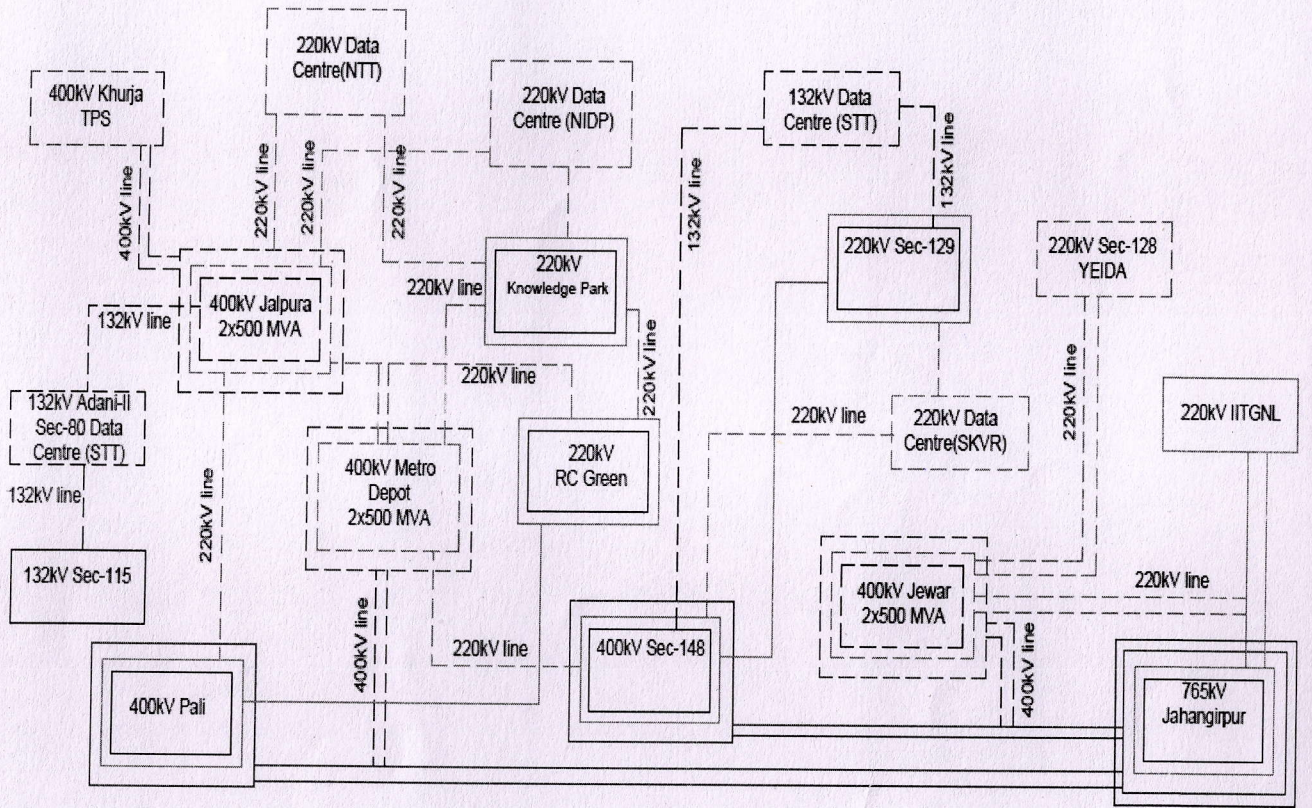 220kV Data
Centre(NTT)
400kV Khurja
TPS
220kV Data
Centre (NIDP)
132kV Data
Centre (STT)
400kV line
220kV line
220kV line
220kV line
132kV line
132kV line
220kV Sec-129
220kV Sec-128
YEIDA
220kV
Knowledge Park
220kV line
400kV Jalpura
2x500 MVA
132kV line
220kV line
220kV line
220kV line
220kV line
132kV Adani-II
Sec-80 Data
Centre (STT)
220kV Data
Centre(SKVR)
220kV IITGNL
400kV Metro
Depot
2x500 MVA
220kV
RC Green
132kV line
220kV line
132kV Sec-115
400kV Jewar
2x500 MVA
220kV line
400kV line
220kV line
400kV Sec-148
400kV line
400kV Pali
765kV
Jahangirpur